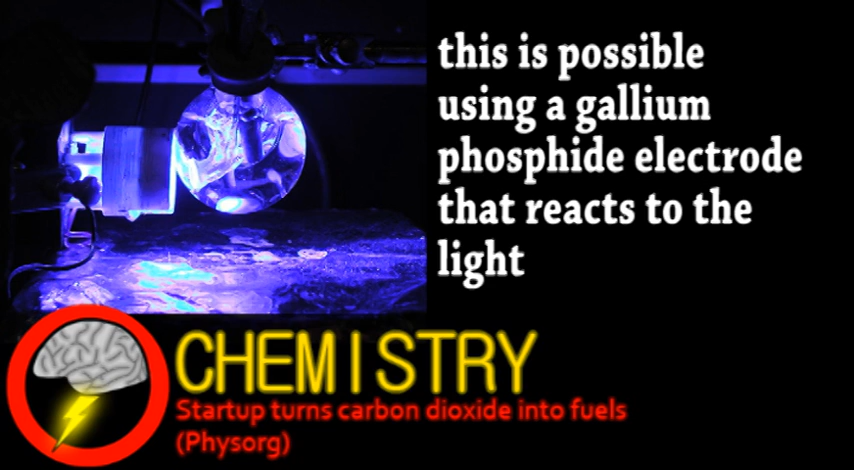 this is possible
using a gallium
phosphide electrode
that reacts to the
light
CHEMISTRY
Startup turns carbon dioxide into fuels
(Physorg)